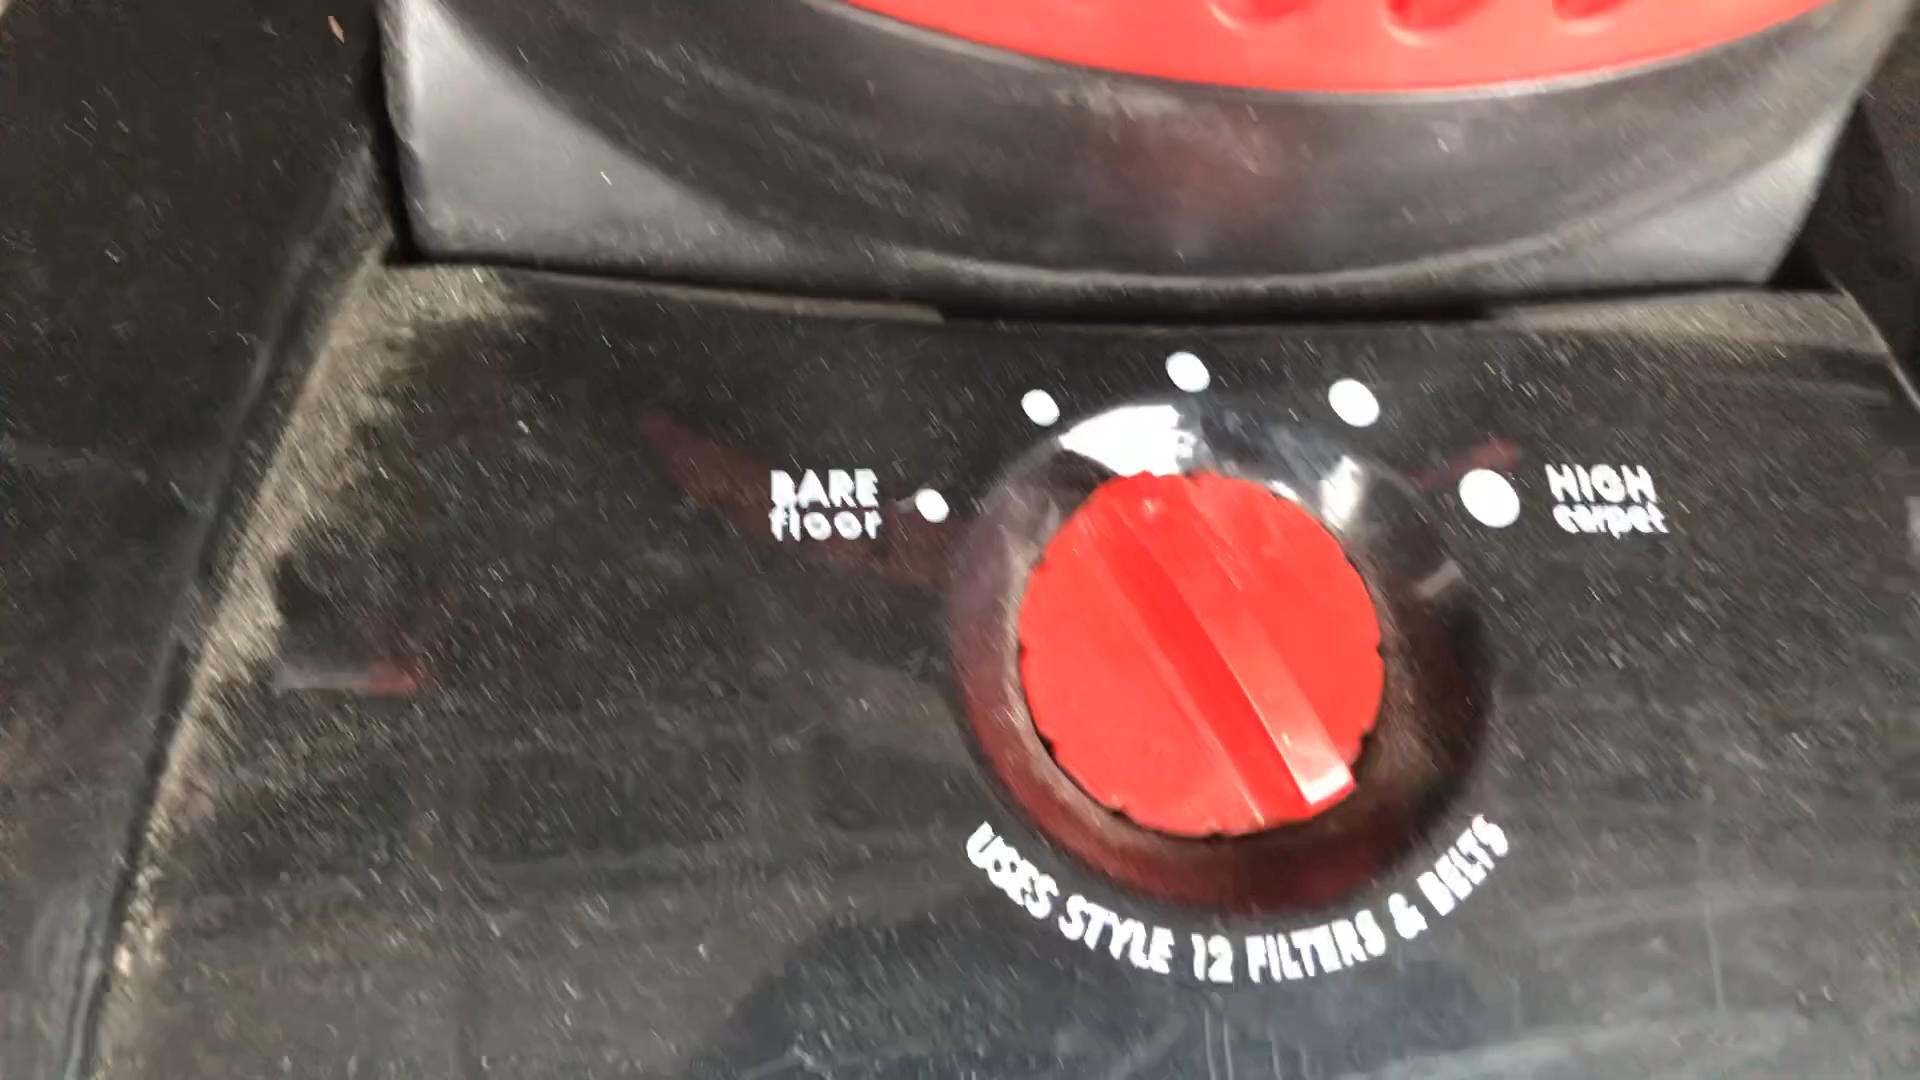 BARE
floor
HIGH
carpet
USES STYLE 12 FILTERS & BELTS